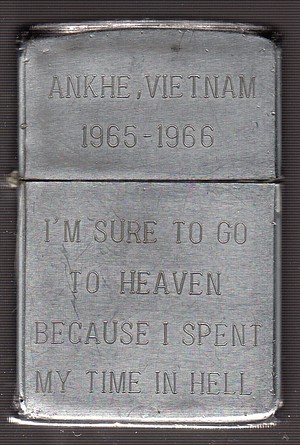 ANKHE, VIETNAM
1965-1966
I'M SURE TO GO
TO HEAVEN
BECAUSE I SPENT
MY TIME IN HELL